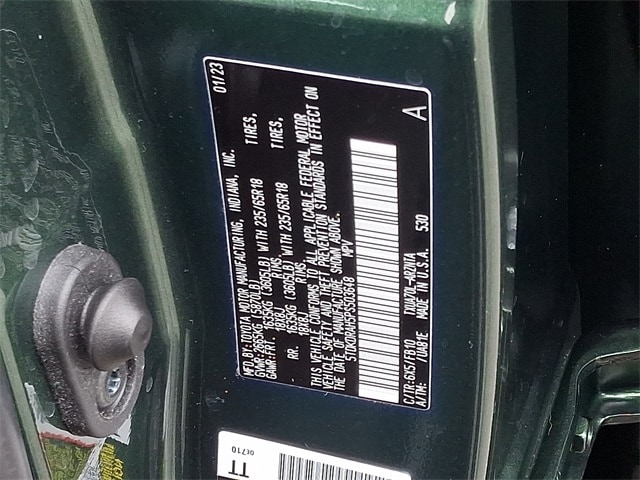 MFD.BY: TOYOTA MOTOR MANUFACTURING, INDIANA, INC. 01/23
GVWR: 2665KG (5870LB)
GAWR: FRT. 1635KG (3605LB) WITH 235/65R18 TIRES,
18X8J RIMS
RR. 1635KG (3605LB) WITH 235/65R18 TIRES,
18X8J RIMS
THIS VEHICLE CONFORMS TO ALL APPLICABLE FEDERAL MOTOR
VEHICLE SAFETY AND THEFT PREVENTION STANDARDS IN EFFECT ON
THE DATE OF MANUFACTURE SHOWN ABOVE.
MPV
C/TR: 6X5/FB10 A
A/TM: /UA81E MADE IN U.S.A. 530
TT